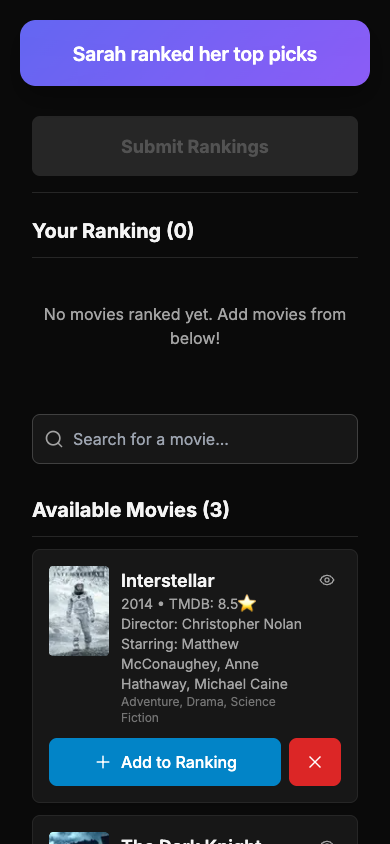 Sarah ranked her top picks
Submit Rankings
Your Ranking (0)
No movies ranked yet. Add movies from
below!
Search for a movie...
Available Movies (3)
INTERSTELLAR
Interstellar
2014 • TMDB: 8.5⭐
Director: Christopher Nolan
Starring: Matthew
McConaughey, Anne
Hathaway, Michael Caine
Adventure, Drama, Science
Fiction
Add to Ranking
The Dark Knight